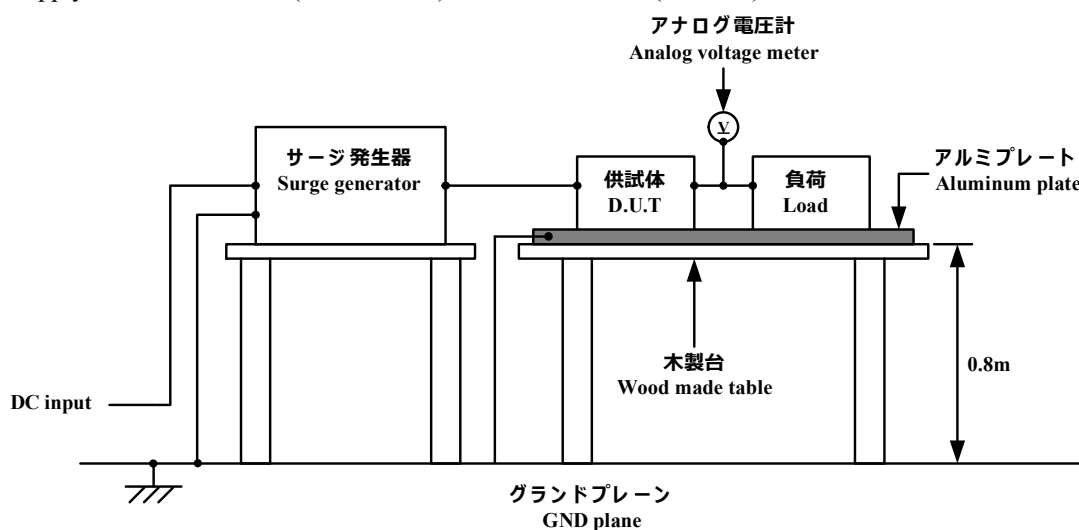 アナログ電圧計
Analog voltage meter
V
サージ発生器
Surge generator
供試体
D.U.T
負荷
Load
アルミプレート
Aluminum plate
木製台
Wood made table
0.8m
DC input
グランドプレーン
GND plane